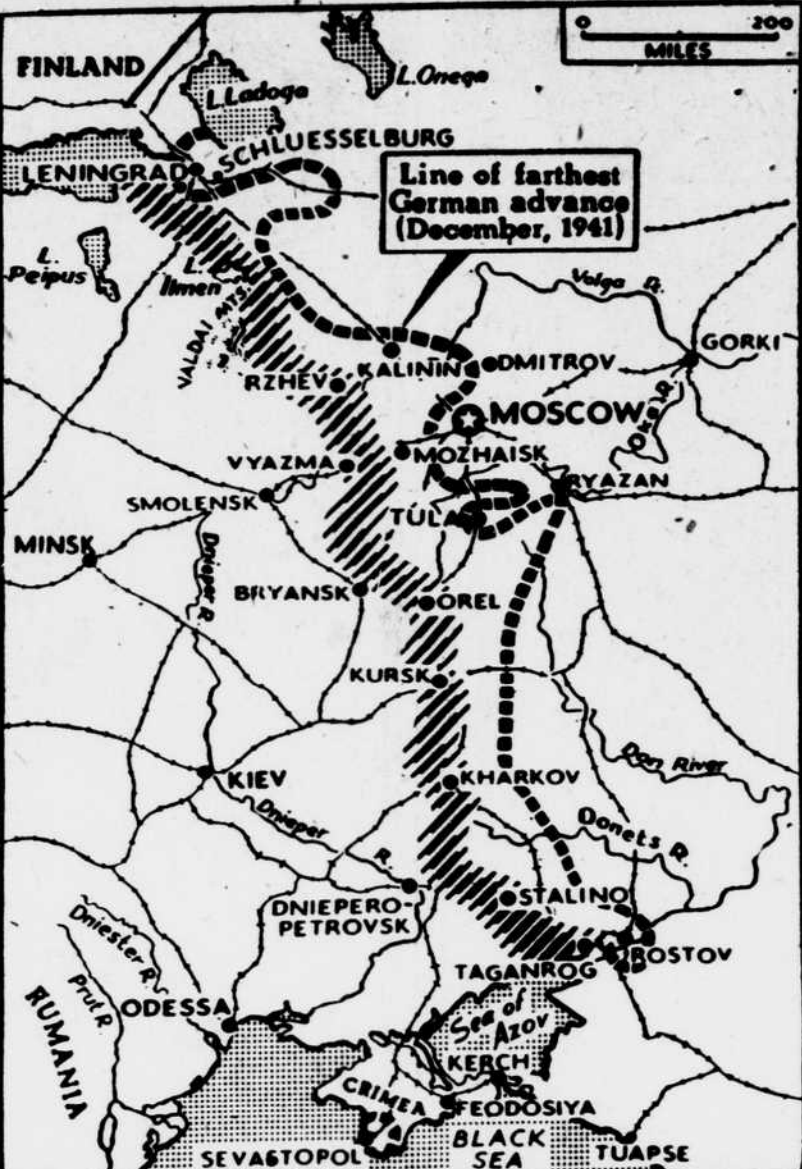 0 200
MILES
FINLAND
L. Ladoga
L. Onega
SCHLUESSELBURG
LENINGRAD
Line of farthest
German advance
(December, 1941)
L.
Peipus
L.
Ilmen
VALDAI MTS.
Volga R.
GORKI
KALININ
DMITROV
RZHEV
MOSCOW
Oka R.
VYAZMA
MOZHAISK
RYAZAN
SMOLENSK
TULA
MINSK
Dnieper R.
BRYANSK
OREL
KURSK
Don River
KIEV
KHARKOV
Dnieper
R.
Donets R.
STALINO
DNIEPERO-
PETROVSK
Dniester R.
ROSTOV
TAGANROG
Prut R.
ODESSA
Sea of
AZOV
RUMANIA
KERCH
CRIMEA
FEODOSIYA
SEVASTOPOL
BLACK
SEA
TUAPSE